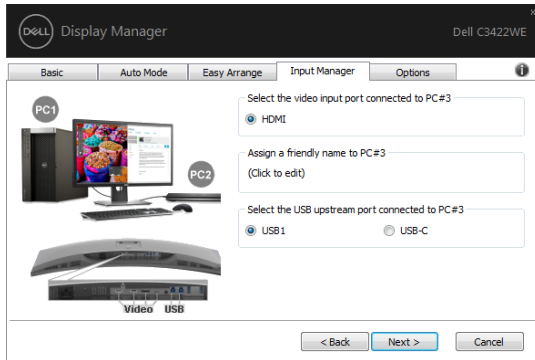 DELL Display Manager
Dell C3422WE
Basic
Auto Mode
Easy Arrange
Input Manager
Options
PC1
PC2
Video USB
Select the video input port connected to PC#3
HDMI
Assign a friendly name to PC#3
(Click to edit)
Select the USB upstream port connected to PC#3
USB1
USB-C
< Back
Next >
Cancel